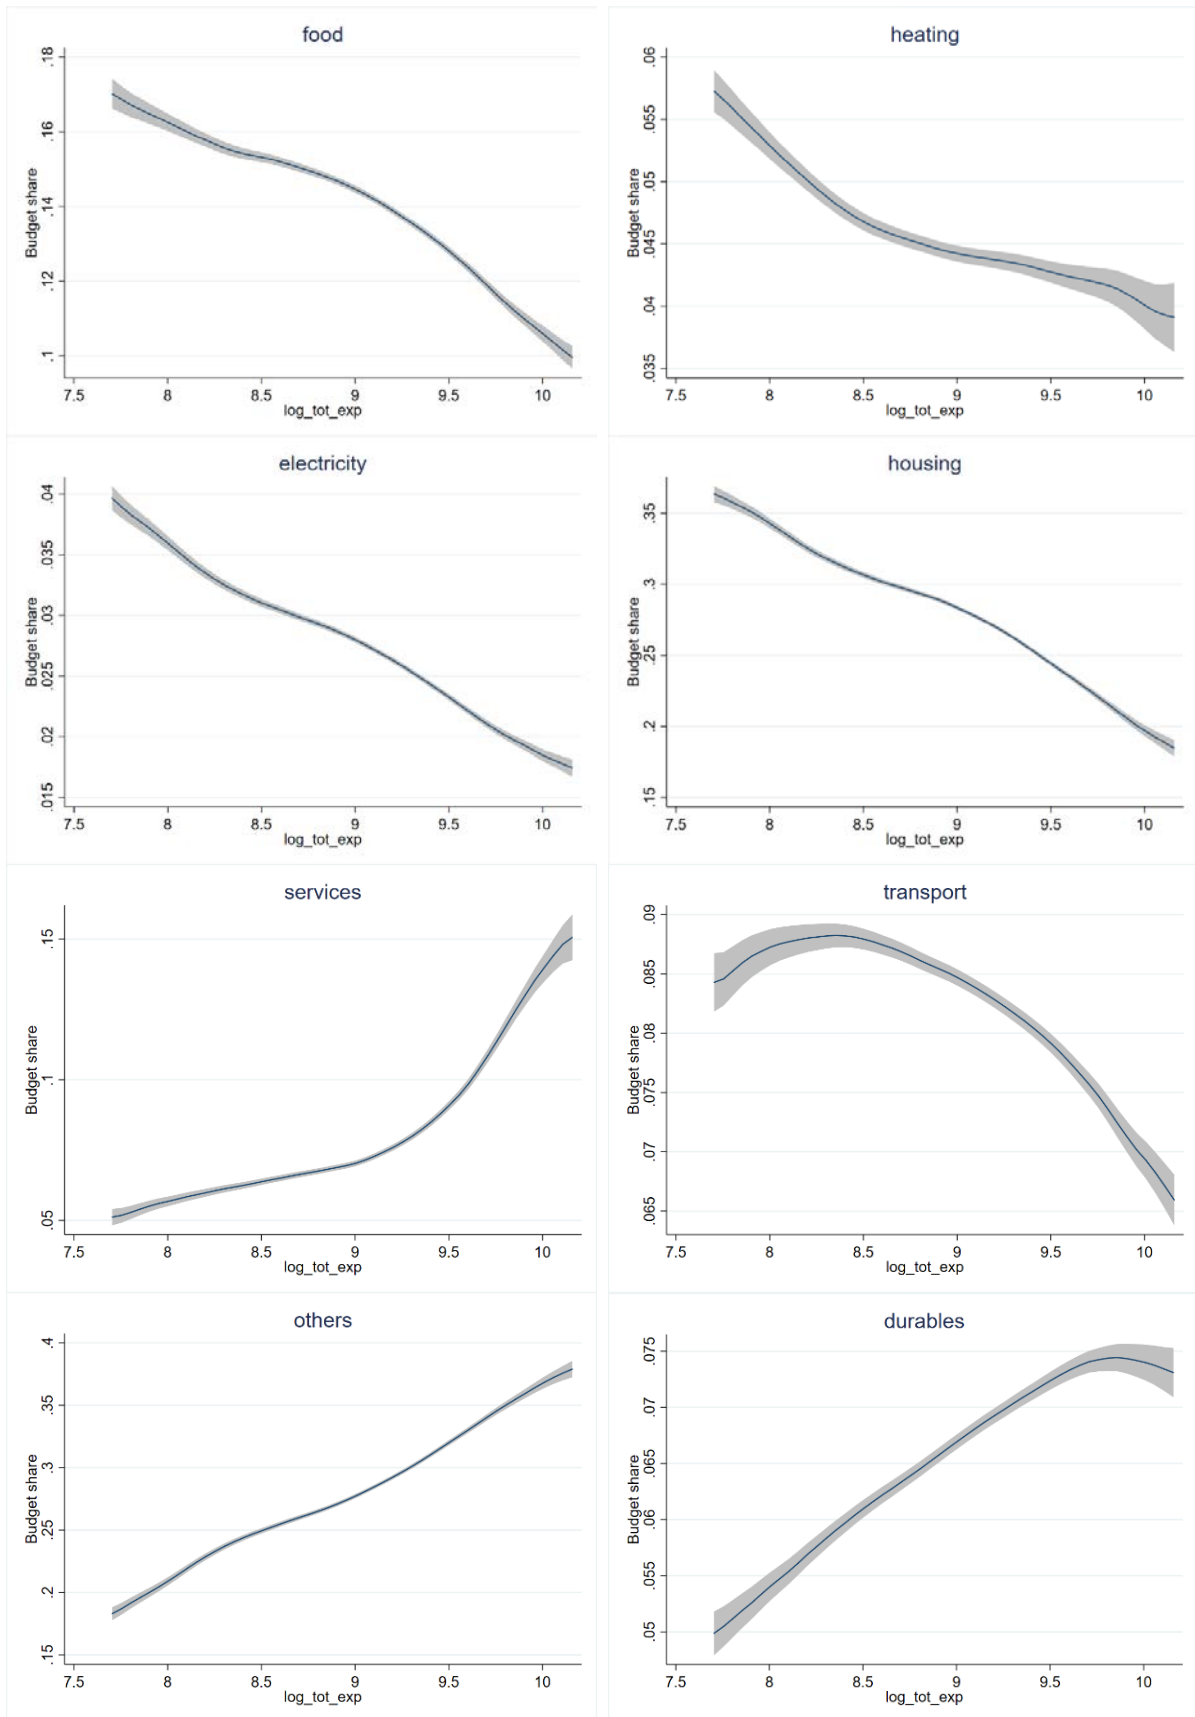 food
.18
.16
.14
.12
.1
Budget share
7.5 8 8.5 9 9.5 10
log_tot_exp
heating
.06
.055
.05
.045
.04
.035
Budget share
7.5 8 8.5 9 9.5 10
log_tot_exp
electricity
.04
.035
.03
.025
.02
.015
Budget share
7.5 8 8.5 9 9.5 10
log_tot_exp
housing
.35
.3
.25
.2
.15
Budget share
7.5 8 8.5 9 9.5 10
log_tot_exp
services
.15
.1
.05
Budget share
7.5 8 8.5 9 9.5 10
log_tot_exp
transport
.09
.085
.08
.075
.07
.065
Budget share
7.5 8 8.5 9 9.5 10
log_tot_exp
others
.4
.35
.3
.25
.2
.15
Budget share
7.5 8 8.5 9 9.5 10
log_tot_exp
durables
.075
.07
.065
.06
.055
.05
Budget share
7.5 8 8.5 9 9.5 10
log_tot_exp